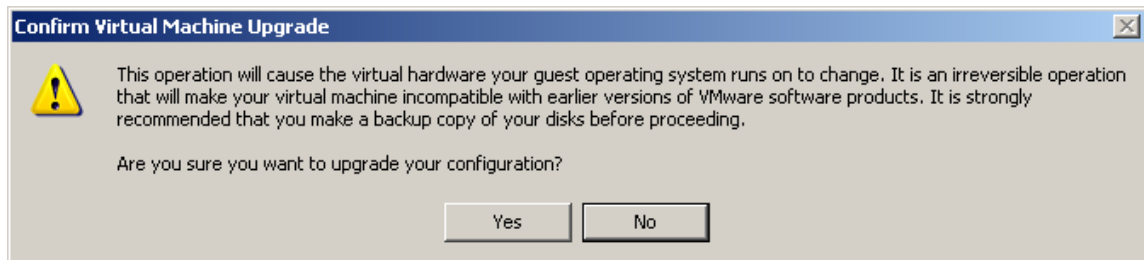 Confirm Virtual Machine Upgrade
This operation will cause the virtual hardware your guest operating system runs on to change. It is an irreversible operation
that will make your virtual machine incompatible with earlier versions of VMware software products. It is strongly
recommended that you make a backup copy of your disks before proceeding.
Are you sure you want to upgrade your configuration?
Yes No